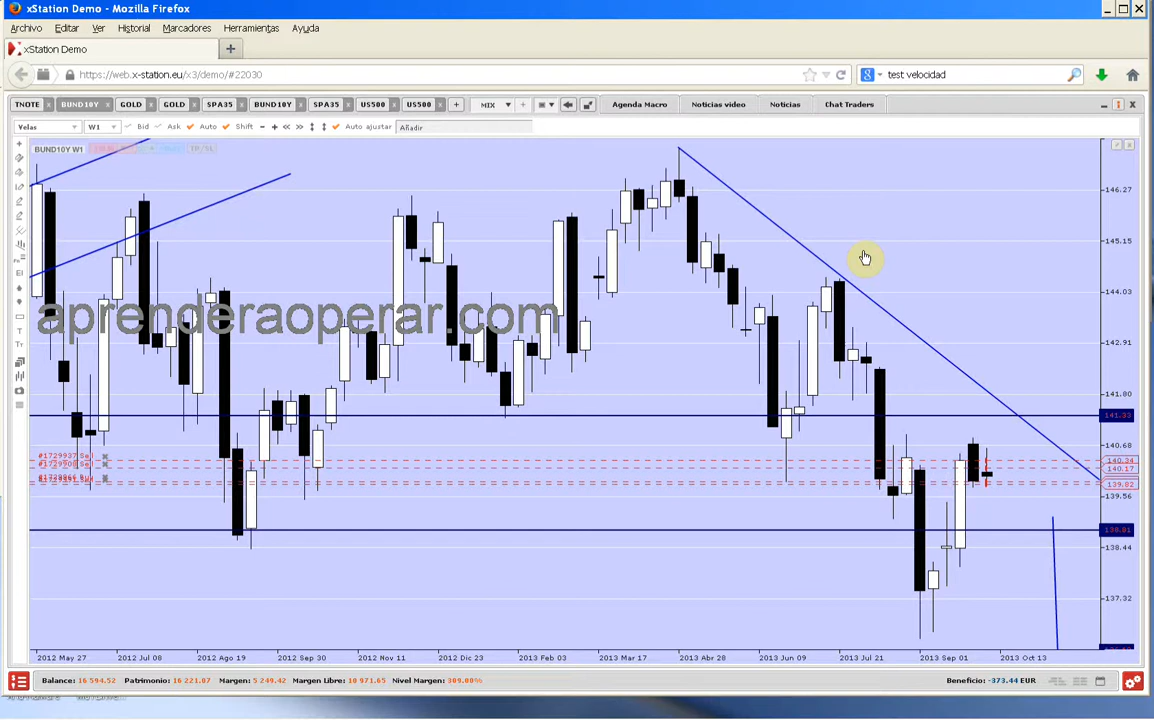 xStation Demo - Mozilla Firefox
Archivo Editar Ver Historial Marcadores Herramientas Ayuda
xStation Demo
https://web.x-station.eu/x3/demo/#22030
test velocidad
TNOTE BUND10Y GOLD GOLD SPA35 BUND10Y SPA35 US500 US500 MIX Agenda Macro Noticias video Noticias Chat Traders
Velas W1 Bid Ask Auto Shift Auto ajustar Añadir
BUND10Y W1
146.27
145.15
144.03
aprenderaoperar.com
142.91
141.80
141.33
140.68
#1729937 Sell
140.34
140.17
139.82
139.56
138.81
138.44
137.32
2012 May 27 2012 Jul 08 2012 Ago 19 2012 Sep 30 2012 Nov 11 2012 Dic 23 2013 Feb 03 2013 Mar 17 2013 Abr 28 2013 Jun 09 2013 Jul 21 2013 Sep 01 2013 Oct 13
Balance: 16 594.52 Patrimonio: 16 221.07 Margen: 5 249.42 Margen Libre: 10 971.65 Nivel Margen: 309.00% Beneficio: -373.44 EUR